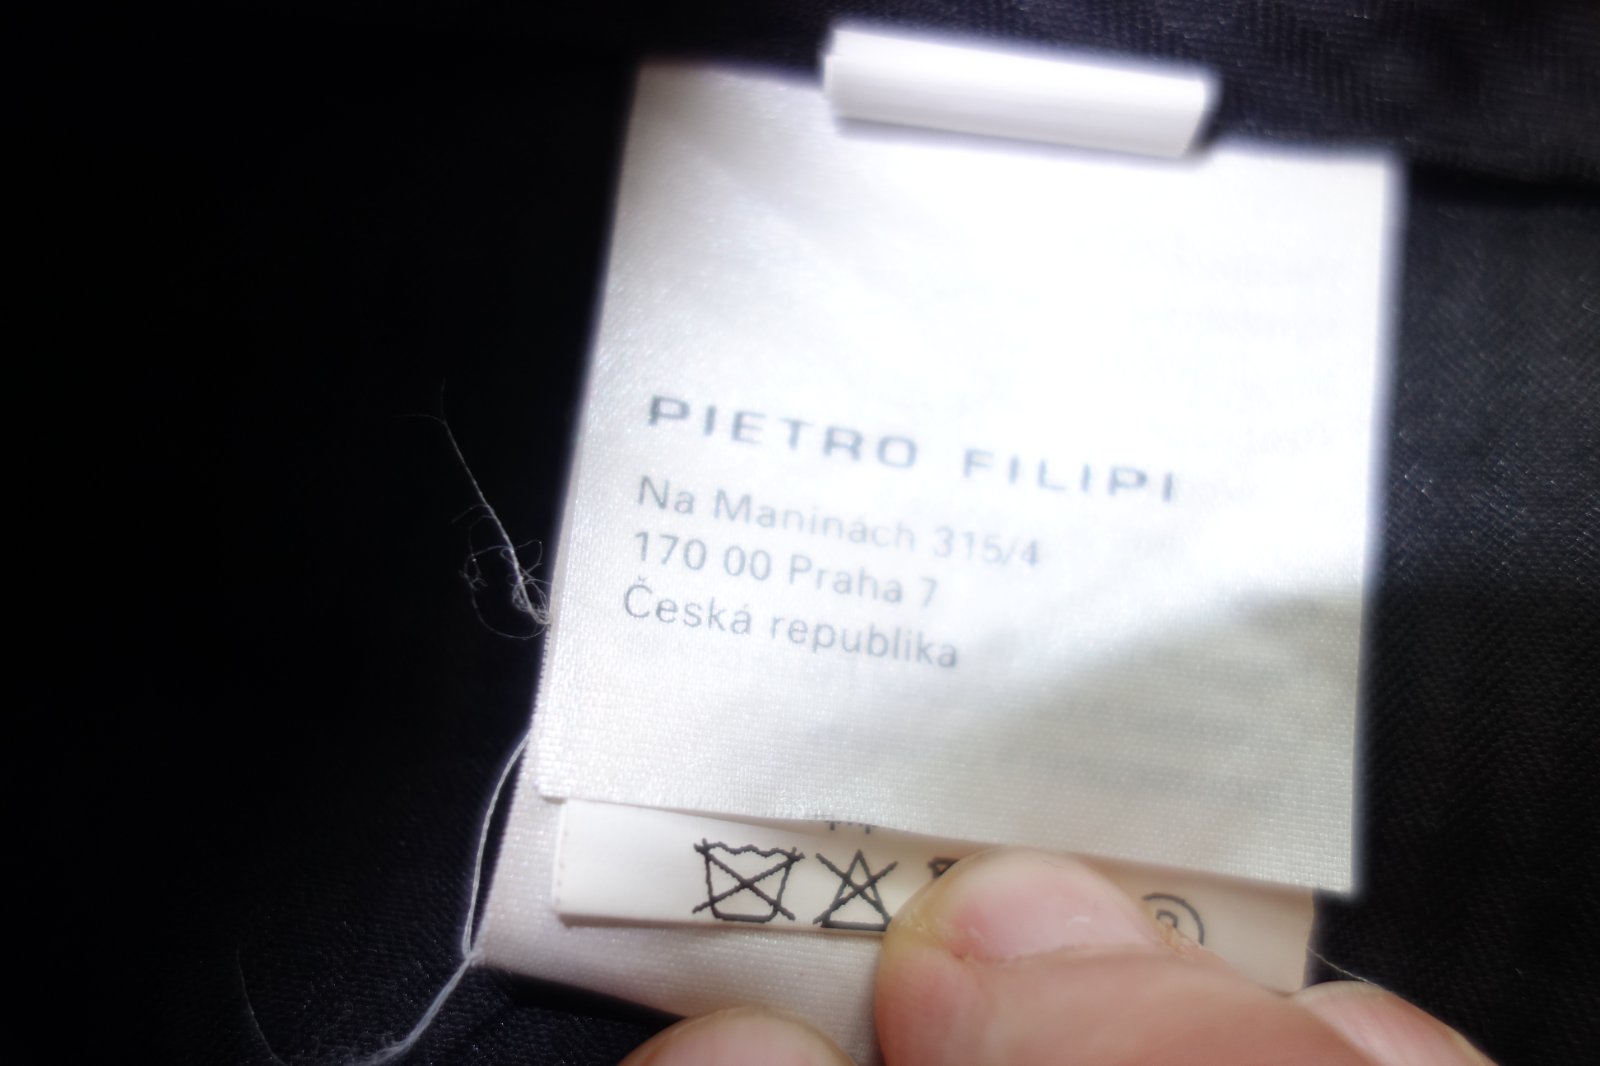 PIETRO FILIPI
Na Maninách 315/4
170 00 Praha 7
Česká republika